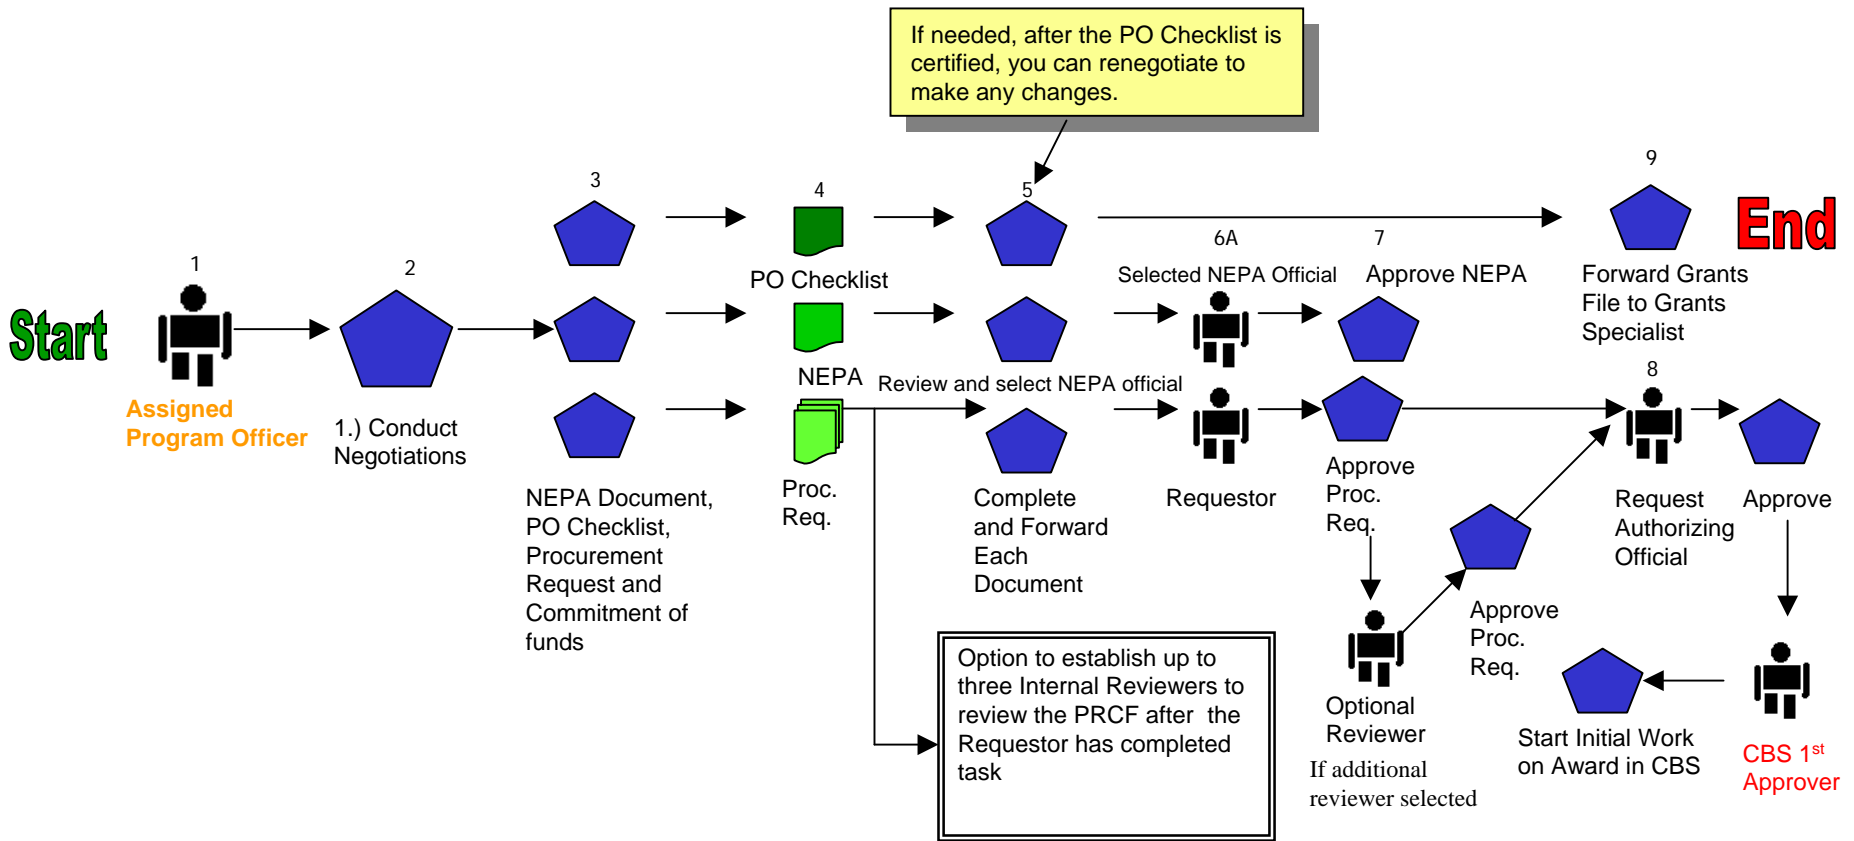 If needed, after the PO Checklist is
certified, you can renegotiate to
make any changes.
9
3
4
5
End
6A
7
1
2
PO Checklist
Selected NEPA Official
Approve NEPA
Forward Grants
File to Grants
Specialist
Start
NEPA
Review and select NEPA official
8
Assigned
Program Officer
1.) Conduct
Negotiations
NEPA Document,
PO Checklist,
Procurement
Request and
Commitment of
funds
Proc.
Req.
Complete
and Forward
Each
Document
Requestor
Approve
Proc.
Req.
Request
Authorizing
Official
Approve
Approve
Proc.
Req.
Option to establish up to
three Internal Reviewers to
review the PRCF after the
Requestor has completed
task
Optional
Reviewer
If additional
reviewer selected
Start Initial Work
on Award in CBS
CBS 1st
Approver